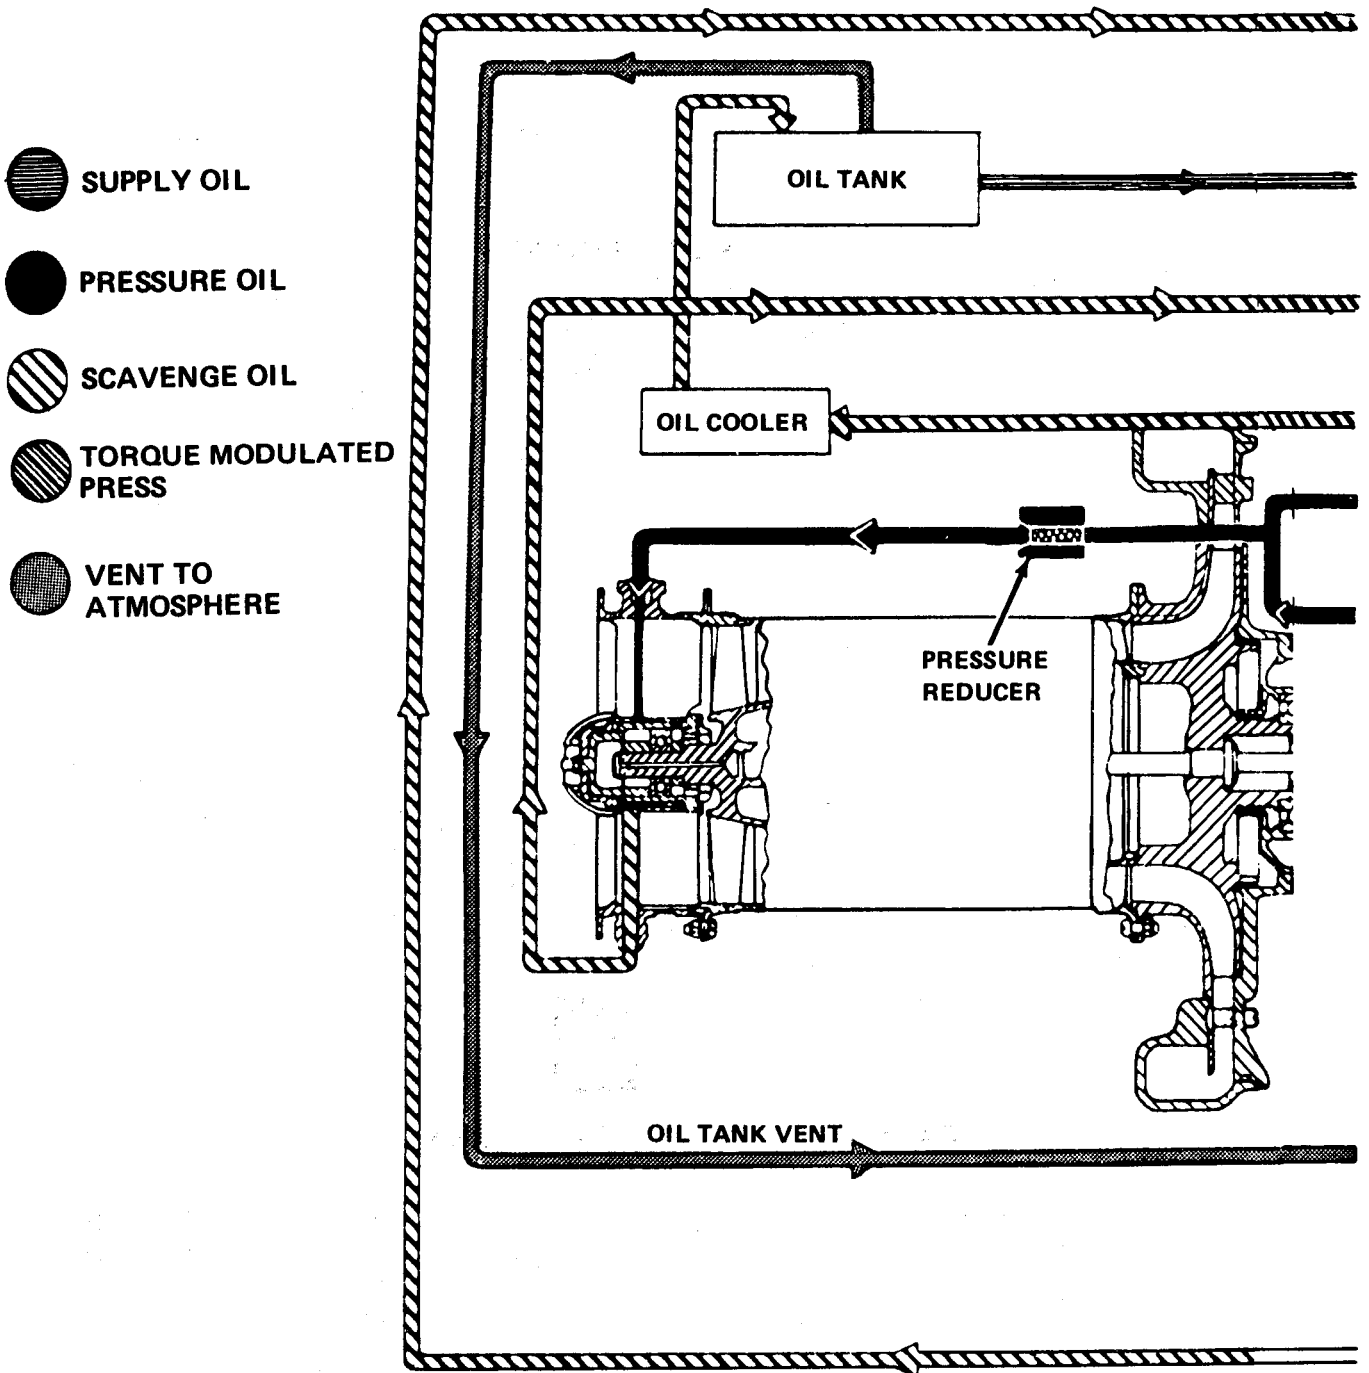 SUPPLY OIL
PRESSURE OIL
SCAVENGE OIL
TORQUE MODULATED
PRESS
VENT TO
ATMOSPHERE
OIL TANK
OIL COOLER
PRESSURE
REDUCER
OIL TANK VENT